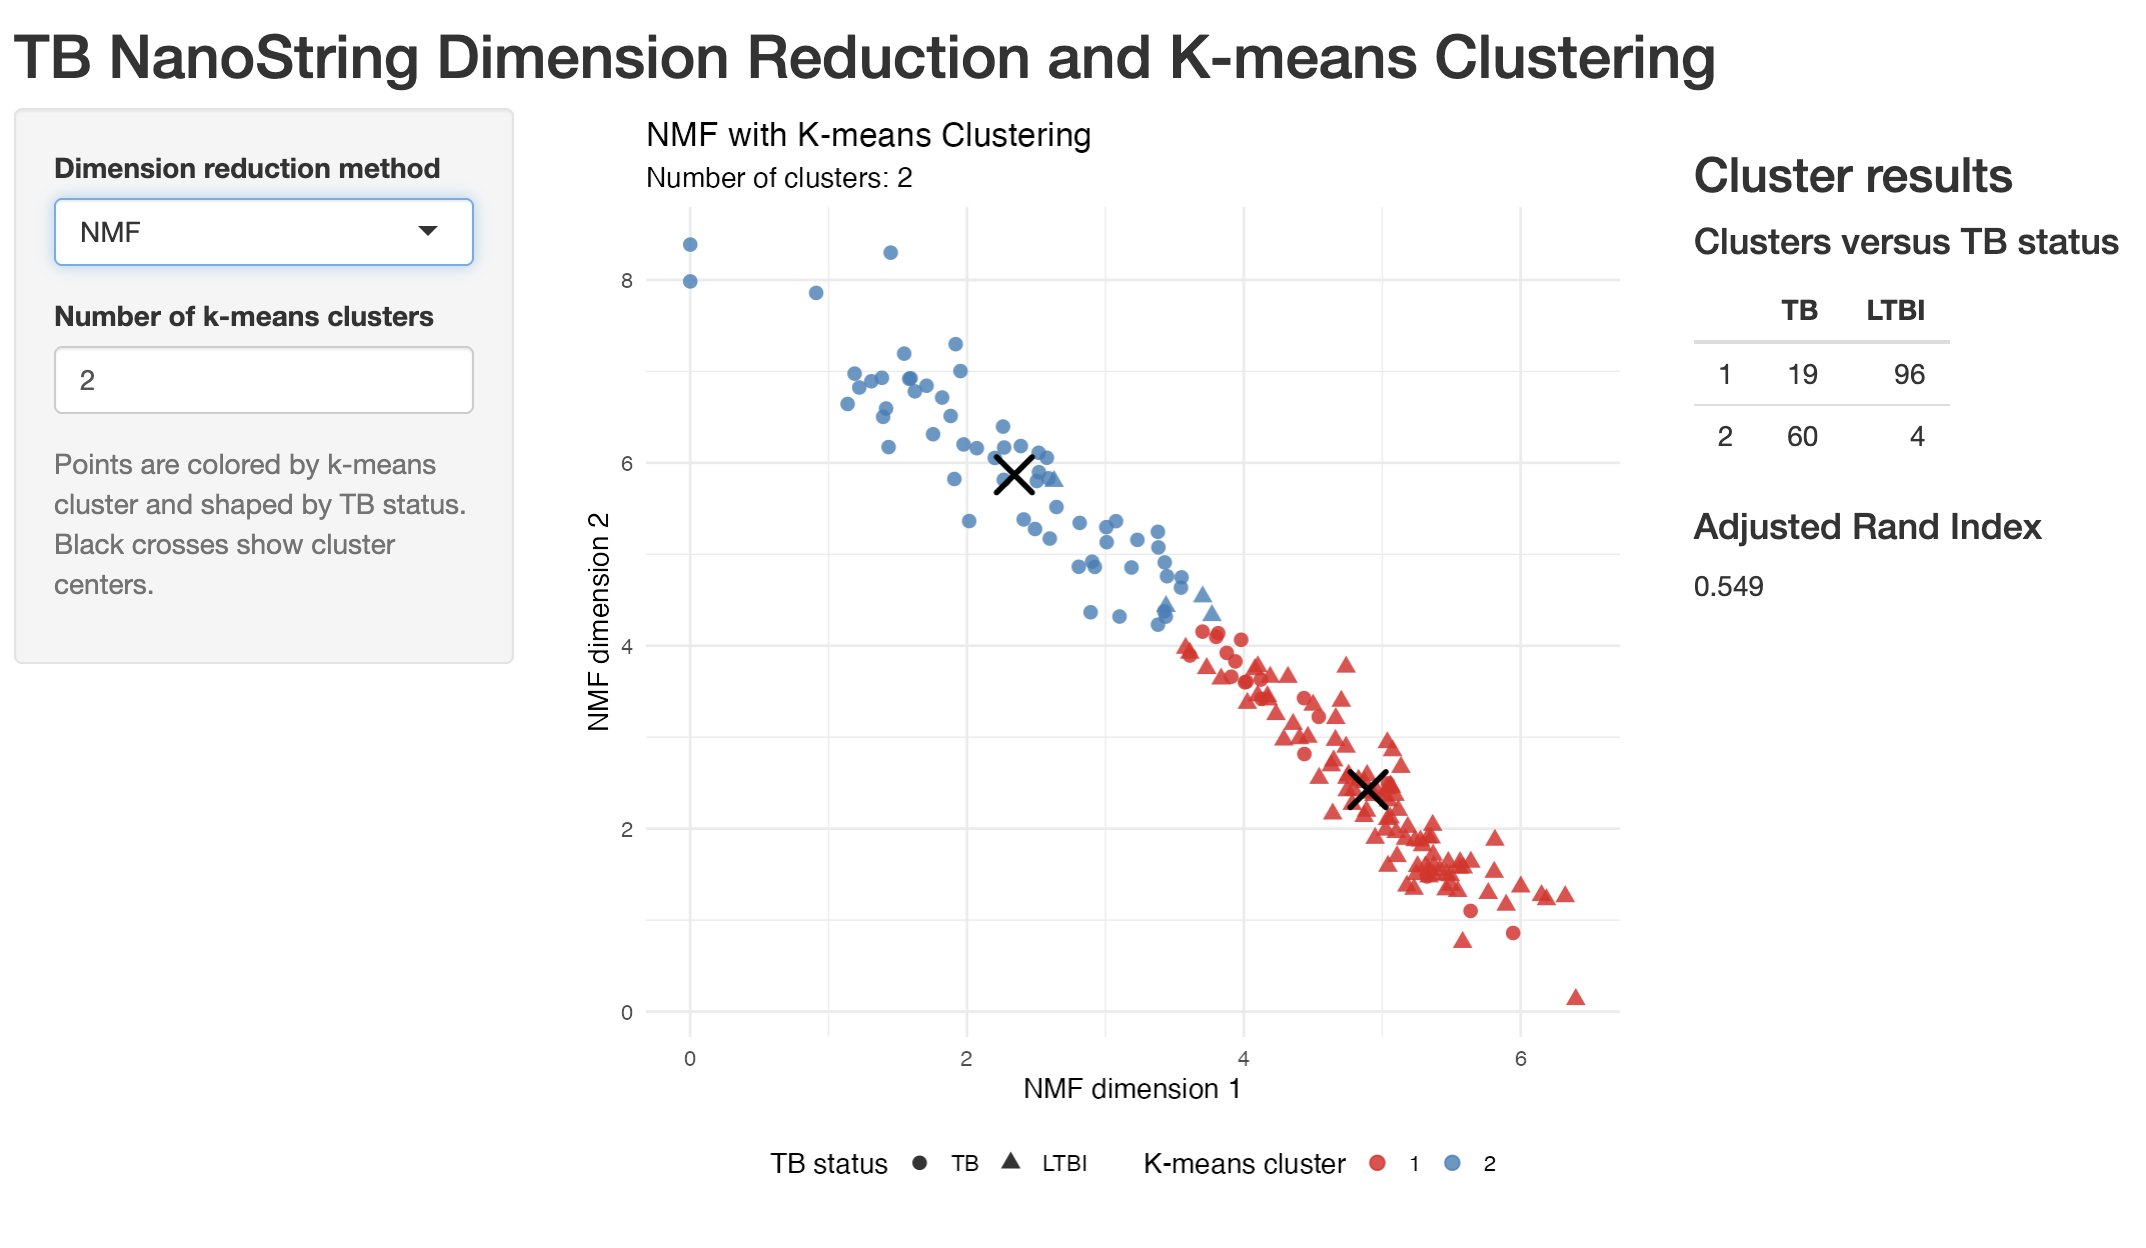 TB NanoString Dimension Reduction and K-means Clustering
Dimension reduction method
NMF
Number of k-means clusters
2
Points are colored by k-means
cluster and shaped by TB status.
Black crosses show cluster
centers.
NMF with K-means Clustering
Number of clusters: 2
NMF dimension 2
8
6
4
2
0
0 2 4 6
NMF dimension 1
TB status TB LTBI K-means cluster 1 2
Cluster results
Clusters versus TB status
TB LTBI
1 19 96
2 60 4
Adjusted Rand Index
0.549